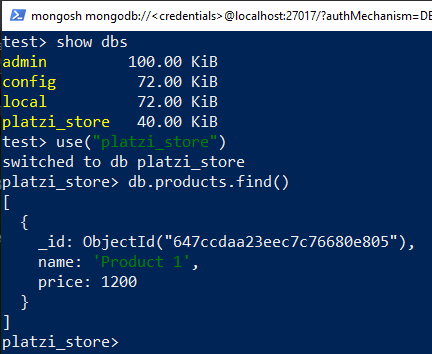 mongosh mongodb://<credentials>@localhost:27017/?authMechanism=DE
test> show dbs
admin          100.00 KiB
config          72.00 KiB
local           72.00 KiB
platzi_store    40.00 KiB
test> use("platzi_store")
switched to db platzi_store
platzi_store> db.products.find()
[
  {
    _id: ObjectId("647ccdaa23eec7c76680e805"),
    name: 'Product 1',
    price: 1200
  }
]
platzi_store>